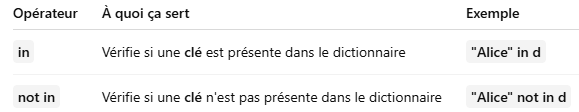 Opérateur À quoi ça sert Exemple
in Vérifie si une clé est présente dans le dictionnaire "Alice" in d
not in Vérifie si une clé n'est pas présente dans le dictionnaire "Alice" not in d